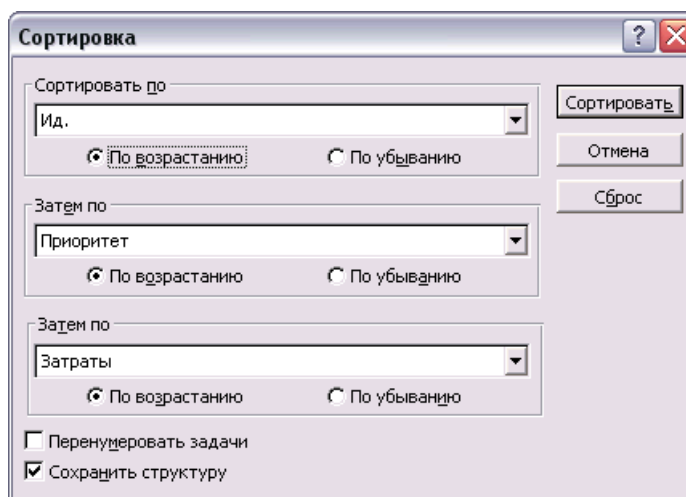 Сортировка
Сортировать по
Ид.
По возрастанию По убыванию
Затем по
Приоритет
По возрастанию По убыванию
Затем по
Затраты
По возрастанию По убыванию
Перенумеровать задачи
Сохранить структуру
Сортировать
Отмена
Сброс